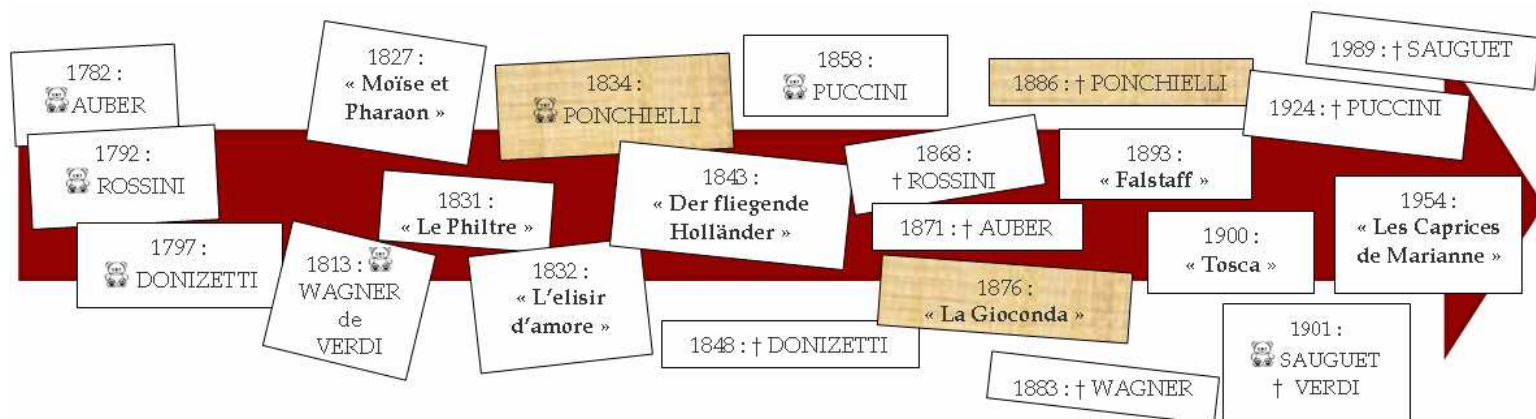 1782 :
AUBER
1792 :
ROSSINI
1797 :
DONIZETTI
1813 :
WAGNER
de
VERDI
1827 :
« Moïse et
Pharaon »
1831 :
« Le Philtre »
1832 :
« L'elisir
d'amore »
1834 :
PONCHIELLI
1843 :
« Der fliegende
Holländer »
1848 : † DONIZETTI
1858 :
PUCCINI
1868 :
† ROSSINI
1871 : † AUBER
1876 :
« La Gioconda »
1883 : † WAGNER
1886 : † PONCHIELLI
1893 :
« Falstaff »
1900 :
« Tosca »
1901 :
SAUGUET
† VERDI
1924 : † PUCCINI
1954 :
« Les Caprices
de Marianne »
1989 : † SAUGUET